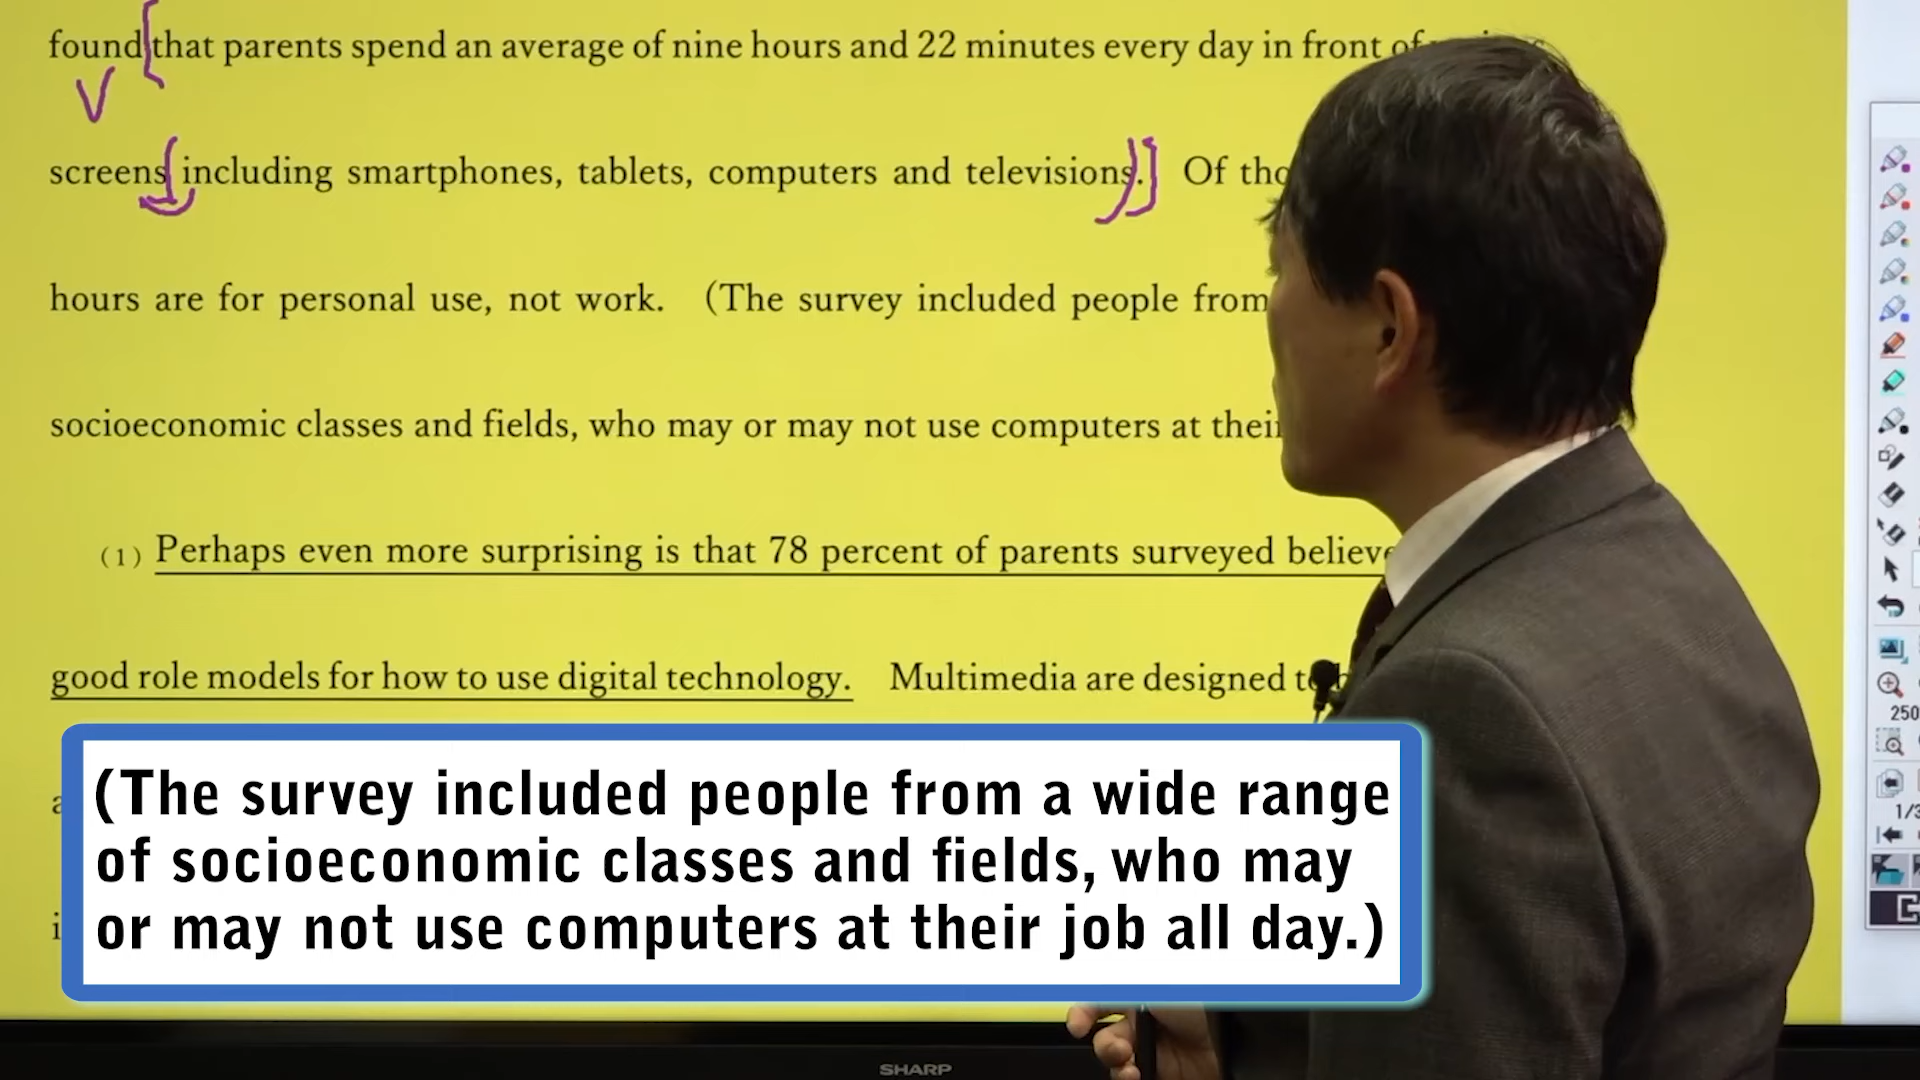 found that parents spend an average of nine hours and 22 minutes every day in front of
V
screens including smartphones, tablets, computers and televisions. Of
hours are for personal use, not work. (The survey included people from
socioeconomic classes and fields, who may or may not use computers at their
(1) Perhaps even more surprising is that 78 percent of parents surveyed believe
good role models for how to use digital technology. Multimedia are designed to
(The survey included people from a wide range
of socioeconomic classes and fields, who may
or may not use computers at their job all day.)
250
1/3
SHARP